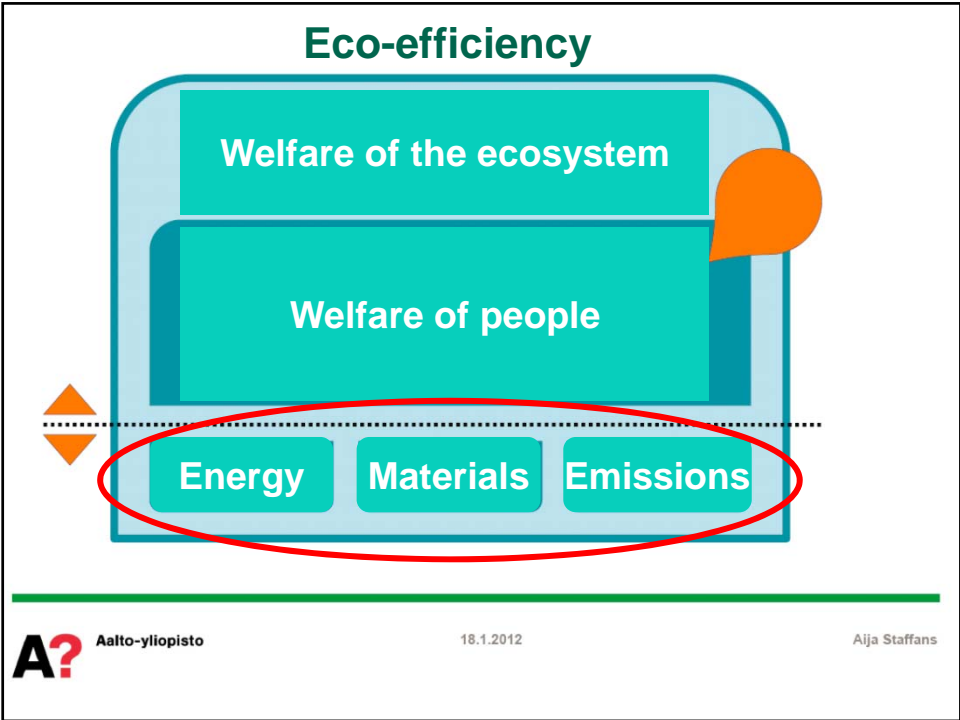 Eco-efficiency
Welfare of the ecosystem
Welfare of people
Energy Materials Emissions
A? Aalto-yliopisto 18.1.2012 Aija Staffans